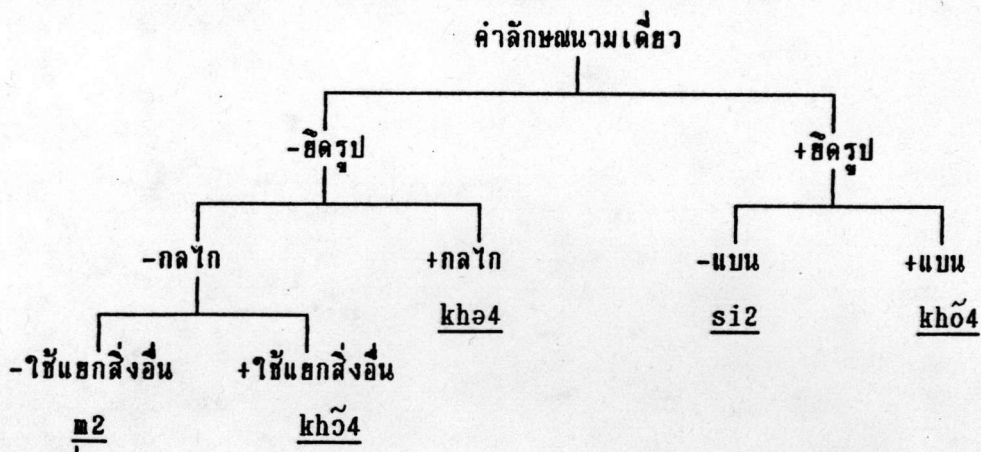 คำลักษณนามเดี่ยว
-ยึดรูป +ยึดรูป
-กลไก +กลไก -แบน +แบน
khə4 si2 khõ4
-ใช้แยกสิ่งอื่น +ใช้แยกสิ่งอื่น
m2 khɔ̃4